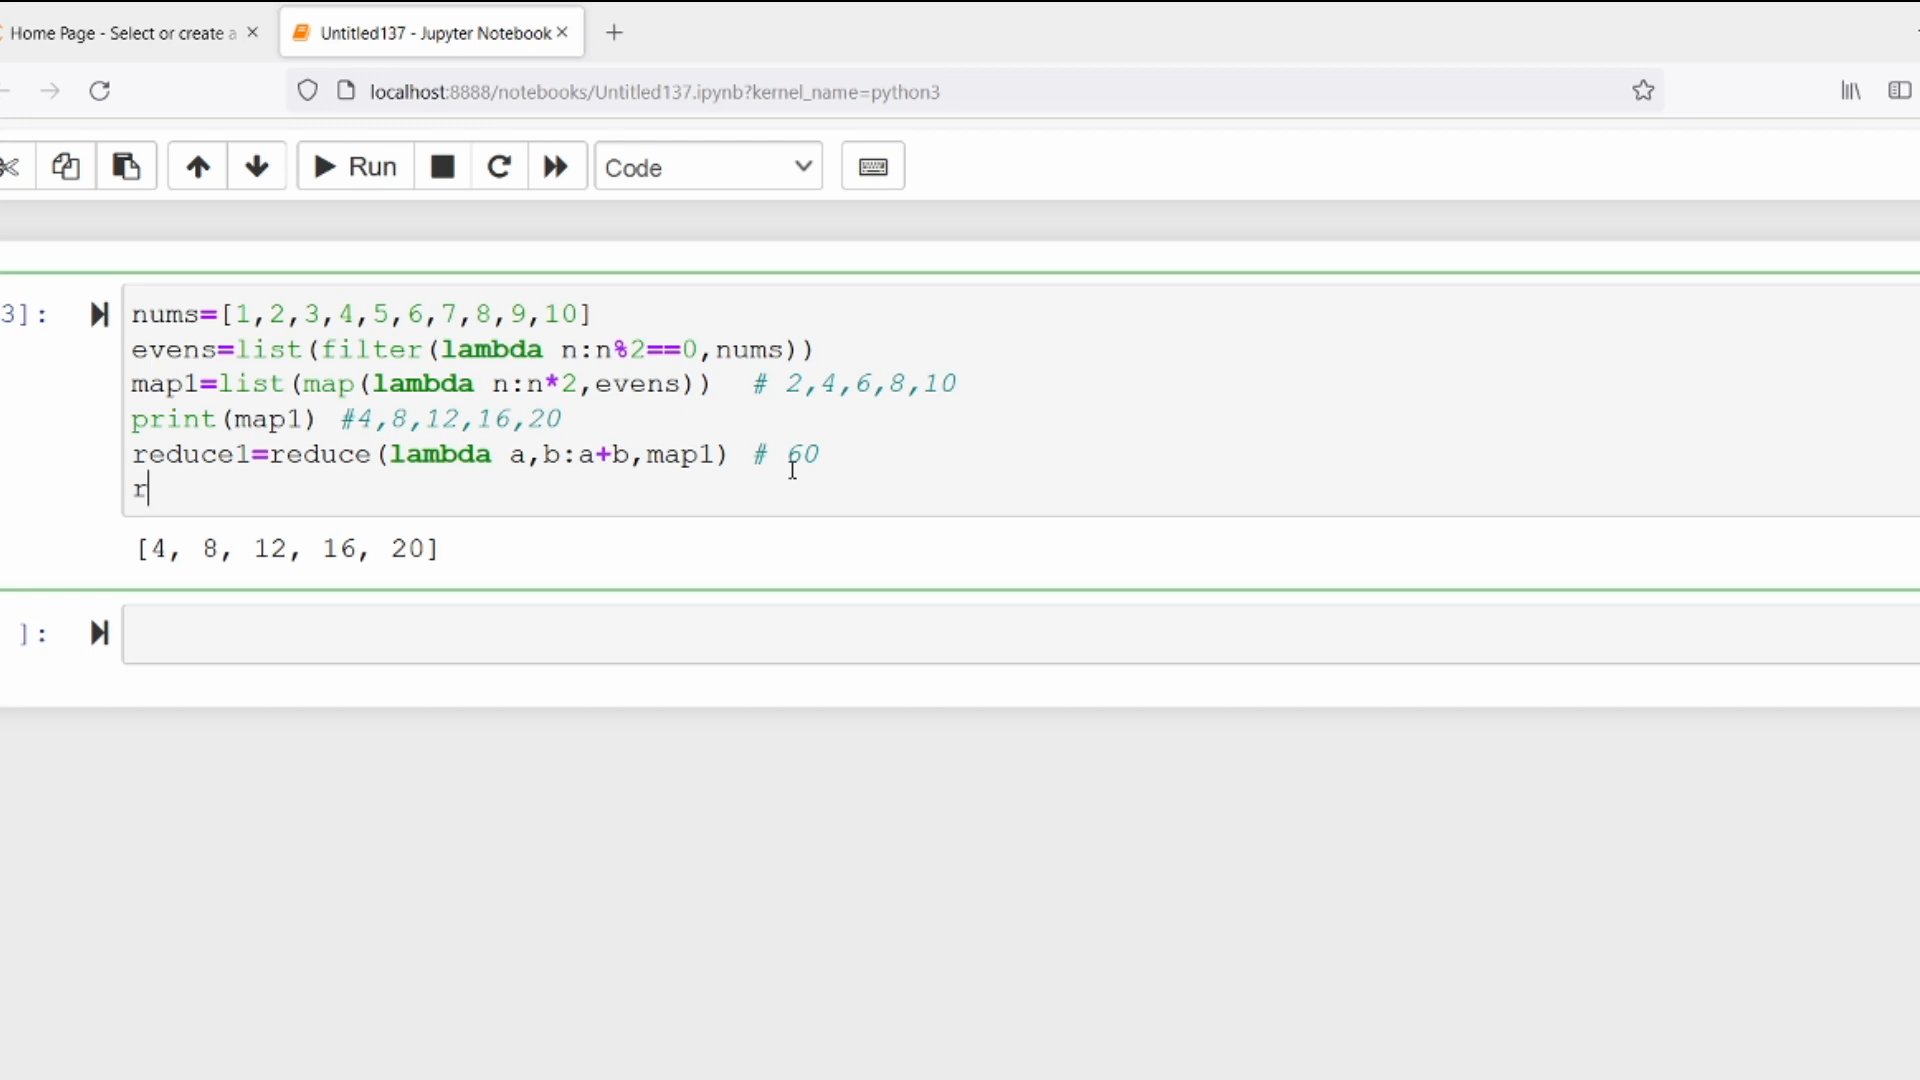 Home Page - Select or create a
Untitled137 - Jupyter Notebook
localhost:8888/notebooks/Untitled137.ipynb?kernel_name=python3
Run
Code
3]:
nums=[1,2,3,4,5,6,7,8,9,10]
evens=list(filter(lambda n:n%2==0,nums))
map1=list(map(lambda n:n*2,evens)) # 2,4,6,8,10
print(map1) #4,8,12,16,20
reduce1=reduce(lambda a,b:a+b,map1) # 60
r
[4, 8, 12, 16, 20]
]: